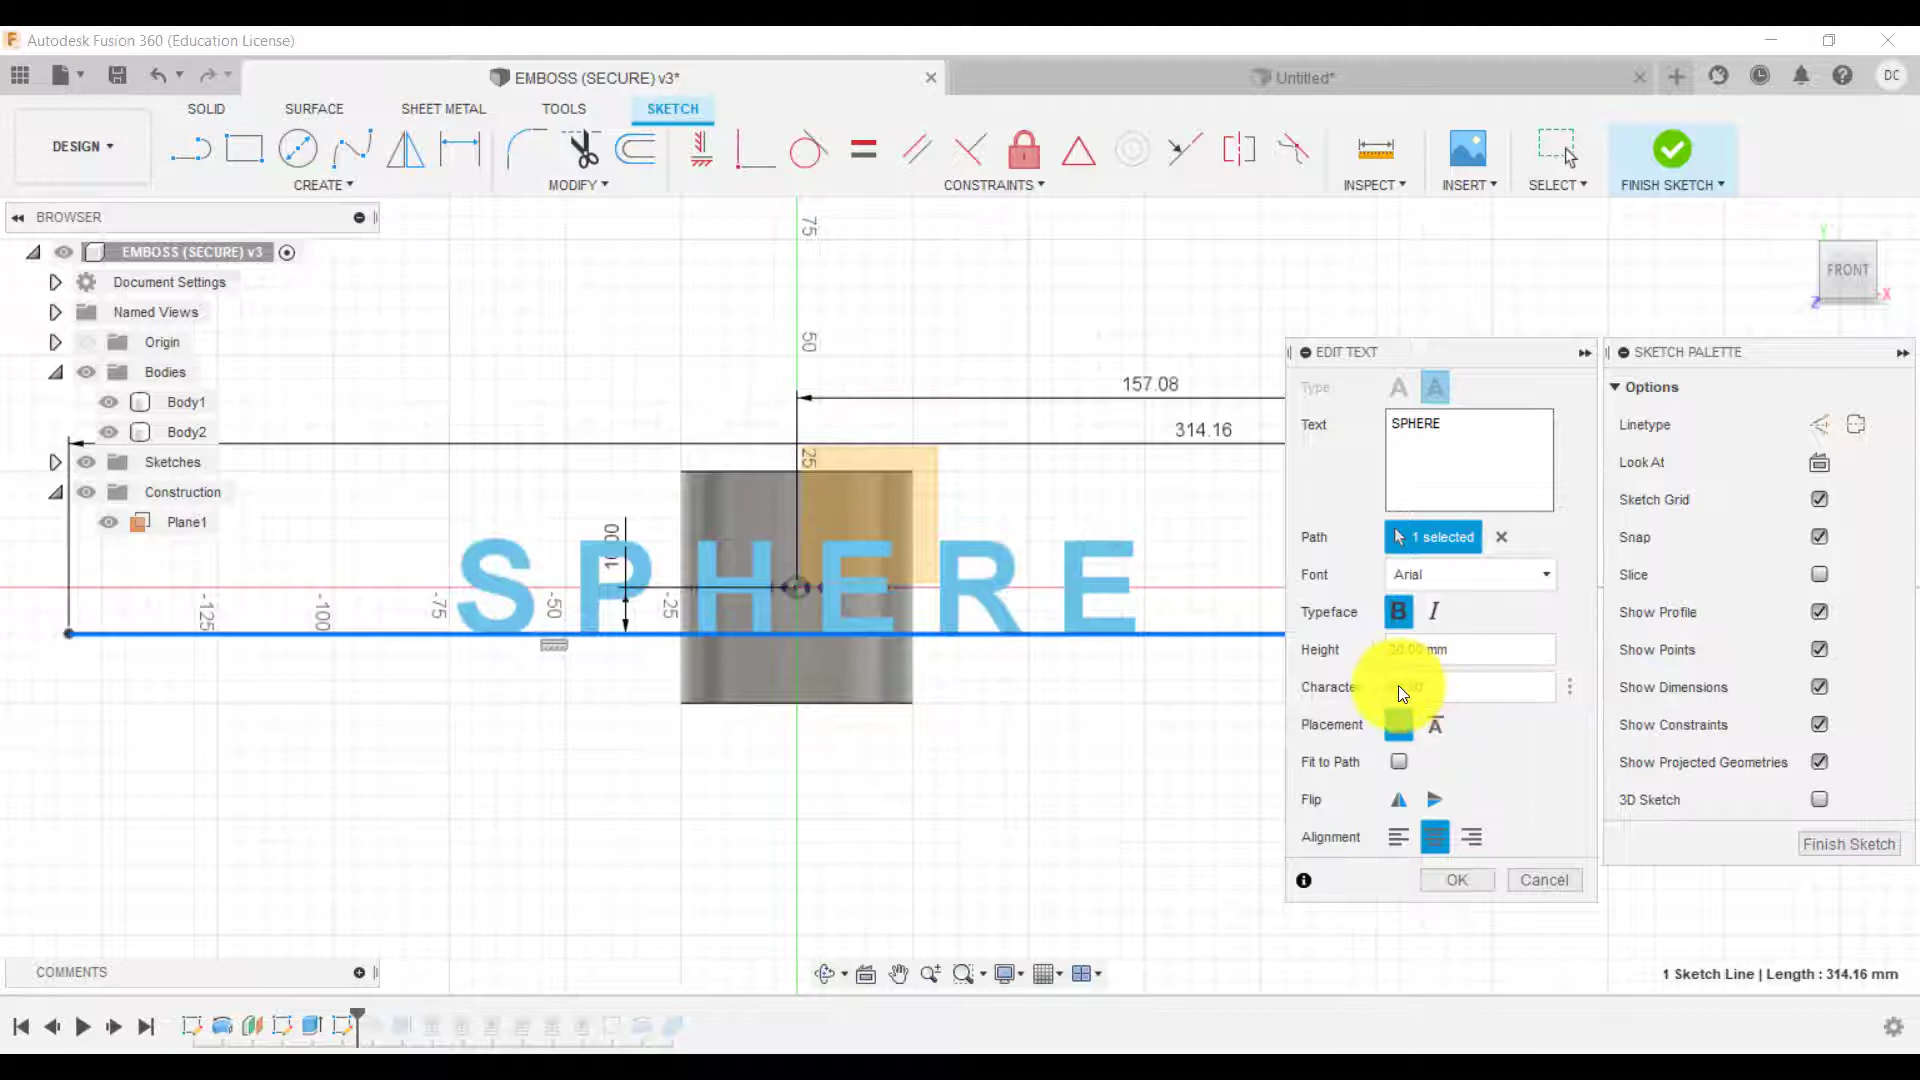 Autodesk Fusion 360 (Education License)
EMBOSS (SECURE) v3*
Untitled*
DC
SOLID
SURFACE
SHEET METAL
TOOLS
SKETCH
DESIGN
CREATE
MODIFY
CONSTRAINTS
INSPECT
INSERT
SELECT
FINISH SKETCH
BROWSER
EMBOSS (SECURE) v3
Document Settings
Named Views
Origin
Bodies
Body1
Body2
Sketches
Construction
Plane1
75
50
25
157.08
314.16
-125
-100
-75
-50
-25
SPHERE
FRONT
X
EDIT TEXT
Type
Text
SPHERE
Path
1 selected
Font
Arial
Typeface
B I
Height
20.00 mm
Character
Placement
Fit to Path
Flip
Alignment
OK
Cancel
SKETCH PALETTE
Options
Linetype
Look At
Sketch Grid
Snap
Slice
Show Profile
Show Points
Show Dimensions
Show Constraints
Show Projected Geometries
3D Sketch
Finish Sketch
COMMENTS
1 Sketch Line | Length : 314.16 mm